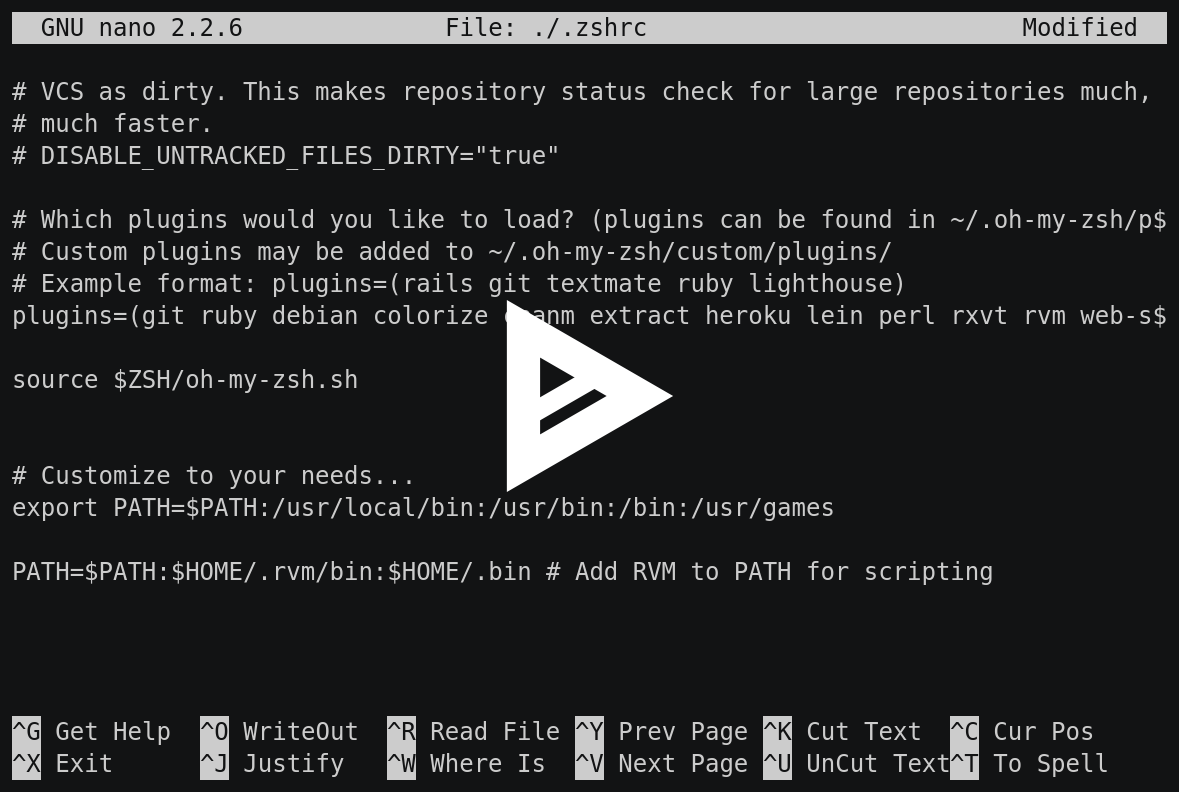 GNU nano 2.2.6 File: ./.zshrc Modified
# VCS as dirty. This makes repository status check for large repositories much,
# much faster.
# DISABLE_UNTRACKED_FILES_DIRTY="true"
# Which plugins would you like to load? (plugins can be found in ~/.oh-my-zsh/p$
# Custom plugins may be added to ~/.oh-my-zsh/custom/plugins/
# Example format: plugins=(rails git textmate ruby lighthouse)
plugins=(git ruby debian colorize extract heroku lein perl rxvt rvm web-s$
source $ZSH/oh-my-zsh.sh
# Customize to your needs...
export PATH=$PATH:/usr/local/bin:/usr/bin:/bin:/usr/games
PATH=$PATH:$HOME/.rvm/bin:$HOME/.bin # Add RVM to PATH for scripting
^G Get Help ^O WriteOut ^R Read File ^Y Prev Page ^K Cut Text ^C Cur Pos
^X Exit ^J Justify ^W Where Is ^V Next Page ^U UnCut Text^T To Spell